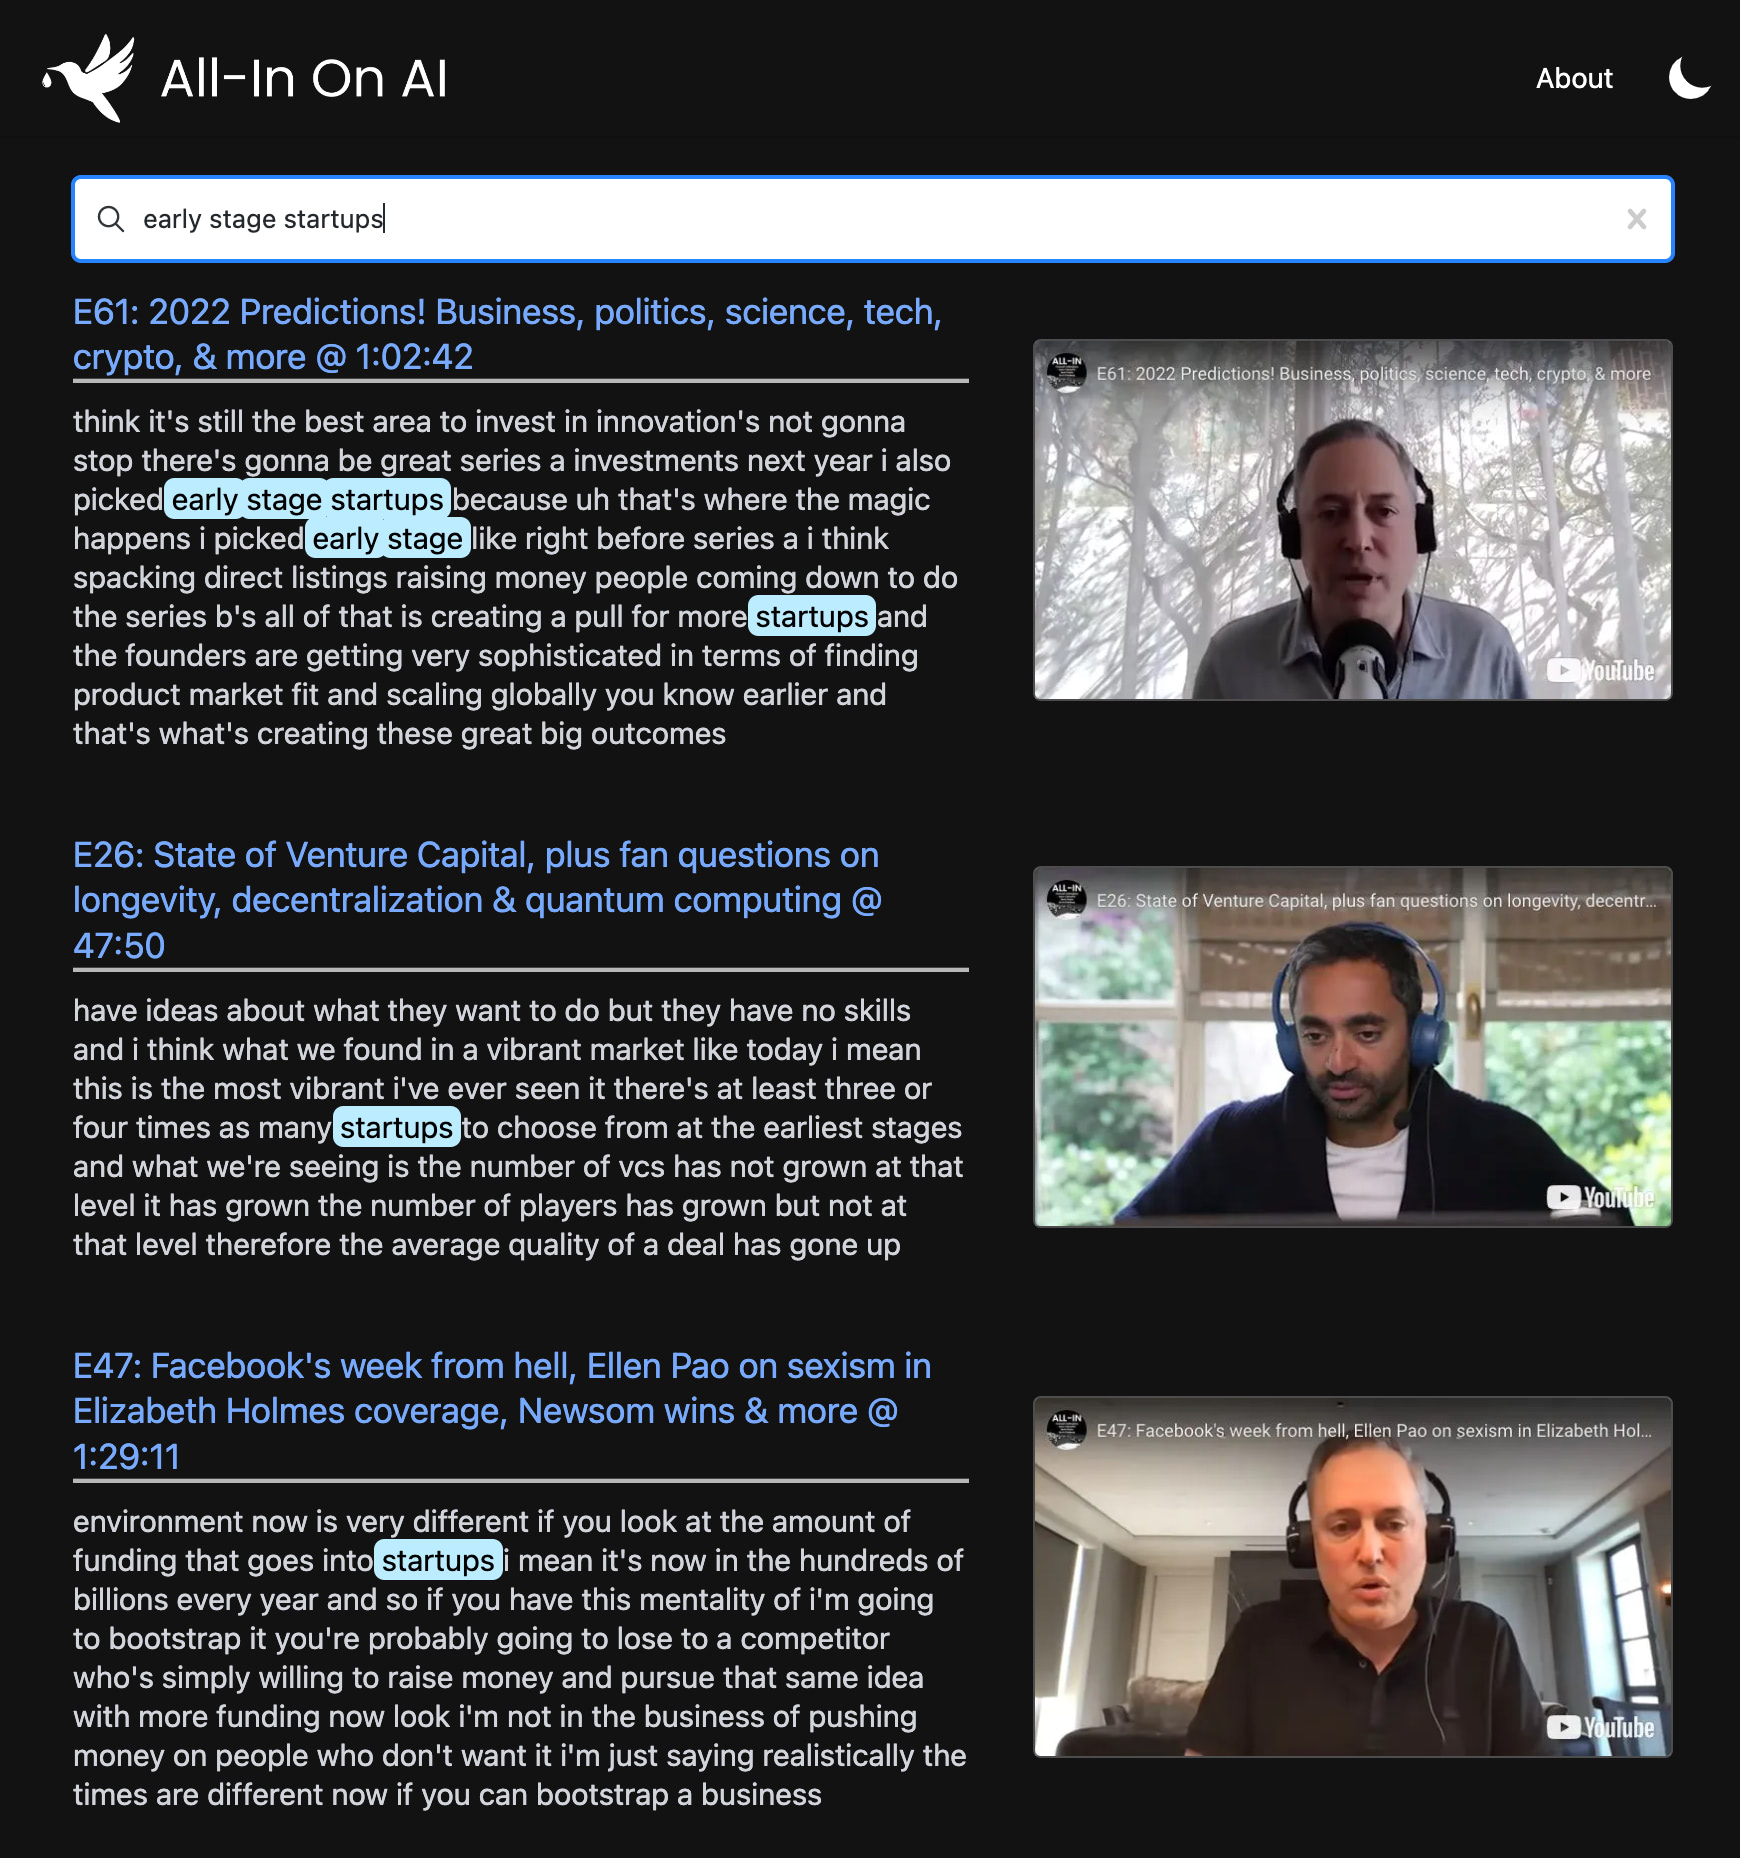 All-In On AI
About
early stage startups
E61: 2022 Predictions! Business, politics, science, tech,
crypto, & more @ 1:02:42
think it's still the best area to invest in innovation's not gonna
stop there's gonna be great series a investments next year i also
picked early stage startups because uh that's where the magic
happens i picked early stage like right before series a i think
spacking direct listings raising money people coming down to do
the series b's all of that is creating a pull for more startups and
the founders are getting very sophisticated in terms of finding
product market fit and scaling globally you know earlier and
that's what's creating these great big outcomes
ALL-IN
E61: 2022 Predictions! Business, politics, science, tech, crypto, & more
YouTube
E26: State of Venture Capital, plus fan questions on
longevity, decentralization & quantum computing @
47:50
have ideas about what they want to do but they have no skills
and i think what we found in a vibrant market like today i mean
this is the most vibrant i've ever seen it there's at least three or
four times as many startups to choose from at the earliest stages
and what we're seeing is the number of vcs has not grown at that
level it has grown the number of players has grown but not at
that level therefore the average quality of a deal has gone up
ALL-IN
E26: State of Venture Capital, plus fan questions on longevity, decentr...
YouTube
E47: Facebook's week from hell, Ellen Pao on sexism in
Elizabeth Holmes coverage, Newsom wins & more @
1:29:11
environment now is very different if you look at the amount of
funding that goes into startups i mean it's now in the hundreds of
billions every year and so if you have this mentality of i'm going
to bootstrap it you're probably going to lose to a competitor
who's simply willing to raise money and pursue that same idea
with more funding now look i'm not in the business of pushing
money on people who don't want it i'm just saying realistically the
times are different now if you can bootstrap a business
ALL-IN
E47: Facebook's week from hell, Ellen Pao on sexism in Elizabeth Hol...
YouTube